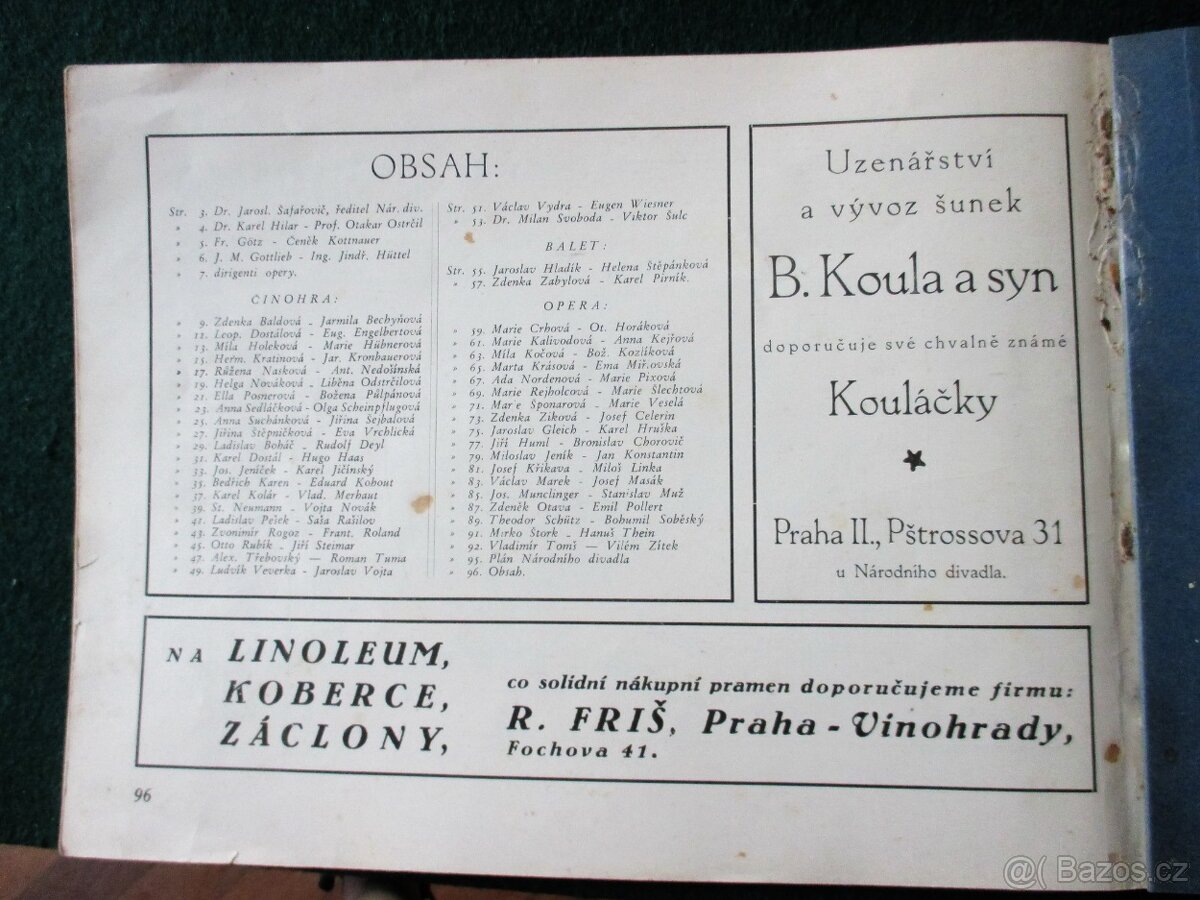 OBSAH:
Str. 3. Dr. Jarosl. Šafařovič, ředitel Nár. div.
» 4. Dr. Karel Hilar - Prof. Otakar Ostrčil
» 5. Fr. Götz - Čeněk Kottnauer
» 6. J. M. Gottlieb - Ing. Jindř. Hüttel
» 7. dirigenti opery.
ČINOHRA:
» 9. Zdenka Baldová - Jarmila Bechyňová
» 11. Leop. Dostálová - Eug. Engelbertová
» 13. Míla Holeková - Marie Hübnerová
» 15. Heřm. Kratinová - Jar. Kronbauerová
» 17. Růžena Nasková - Ant. Nedošínská
» 19. Helga Nováková - Liběna Odstrčilová
» 21. Ella Posnerová - Božena Půlpánová
» 23. Anna Sedláčková - Olga Scheinpflugová
» 25. Anna Suchánková - Jiřina Šejbalová
» 27. Jiřina Štěpničková - Eva Vrchlická
» 29. Ladislav Boháč - Rudolf Deyl
» 31. Karel Dostál - Hugo Haas
» 33. Jos. Jeníček - Karel Jičínský
» 35. Bedřich Karen - Eduard Kohout
» 37. Karel Kolár - Vlad. Merhaut
» 39. St. Neumann - Vojta Novák
» 41. Ladislav Pešek - Saša Rašilov
» 43. Zvonimír Rogoz - Frant. Roland
» 45. Otto Rubík - Jiří Steimar
» 47. Alex. Třebovský — Roman Tuma
» 49. Ludvík Veverka - Jaroslav Vojta
Str. 51. Václav Vydra - Eugen Wiesner
» 53. Dr. Milan Svoboda - Viktor Šulc
BALET:
Str. 55. Jaroslav Hladík - Helena Štěpánková
» 57. Zdenka Zabylová - Karel Pirník.
OPERA:
» 59. Marie Crhová - Ot. Horáková
» 61. Marie Kalivodová - Anna Kejřová
» 63. Míla Kočová - Bož. Kozlíková
» 65. Marta Krásová - Ema Miřiovská
» 67. Ada Nordenová - Marie Pixová
» 69. Marie Rejholcová - Marie Šlechtová
» 71. Marie Šponarová - Marie Veselá
» 73. Zdenka Ziková - Josef Celerin
» 75. Jaroslav Gleich - Karel Hruška
» 77. Jiří Huml - Bronislav Chorovič
» 79. Miloslav Jeník - Jan Konstantin
» 81. Josef Křikava - Miloš Linka
» 83. Václav Marek - Josef Masák
» 85. Jos. Munclinger - Stanislav Muž
» 87. Zdeněk Otava - Emil Pollert
» 89. Theodor Schütz - Bohumil Soběský
» 91. Mirko Štork - Hanuš Thein
» 92. Vladimír Tomš — Vilém Zítek
» 95. Plán Národního divadla
» 96. Obsah.
Uzenářství
a vývoz šunek
B. Koula a syn
doporučuje své chvalně známé
Kouláčky
Praha II., Pštrossova 31
u Národního divadla.
NA LINOLEUM,
KOBERCE,
ZÁCLONY,
co solidní nákupní pramen doporučujeme firmu:
R. FRIŠ, Praha - Vinohrady,
Fochova 41.
96
@( Bazos.cz